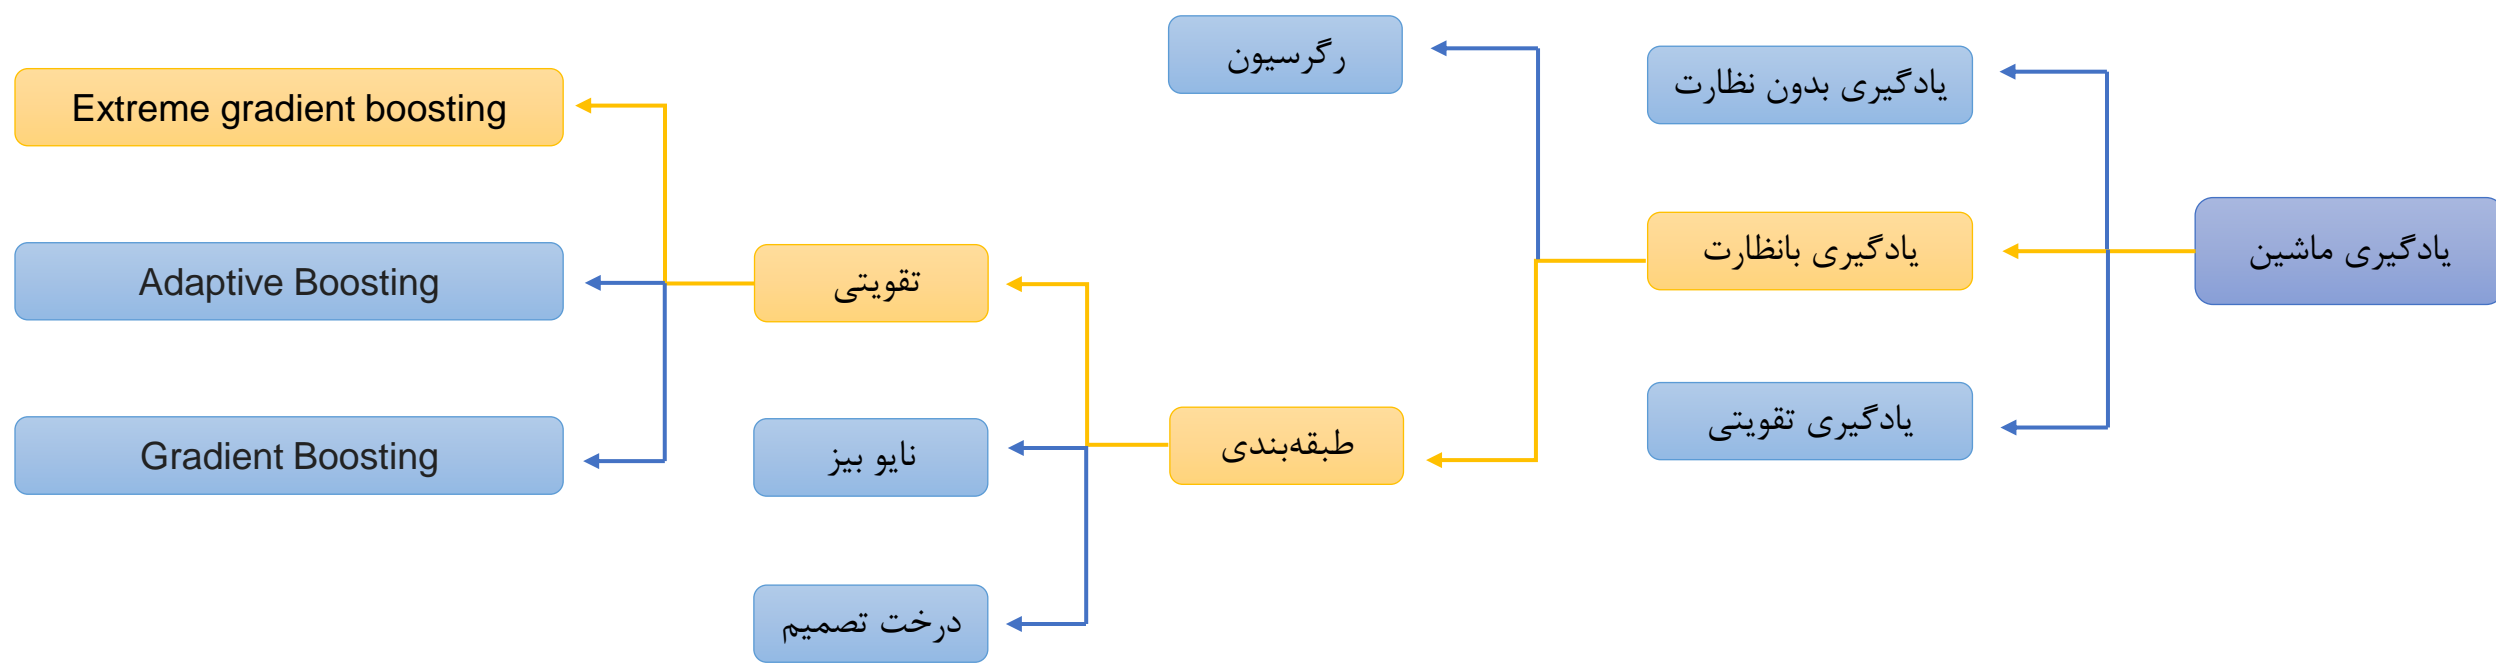 یادگیری ماشین
یادگیری بدون نظارت
یادگیری بانظارت
یادگیری تقویتی
رگرسیون
طبقه‌بندی
تقویتی
نایو بیز
درخت تصمیم
Extreme gradient boosting
Adaptive Boosting
Gradient Boosting